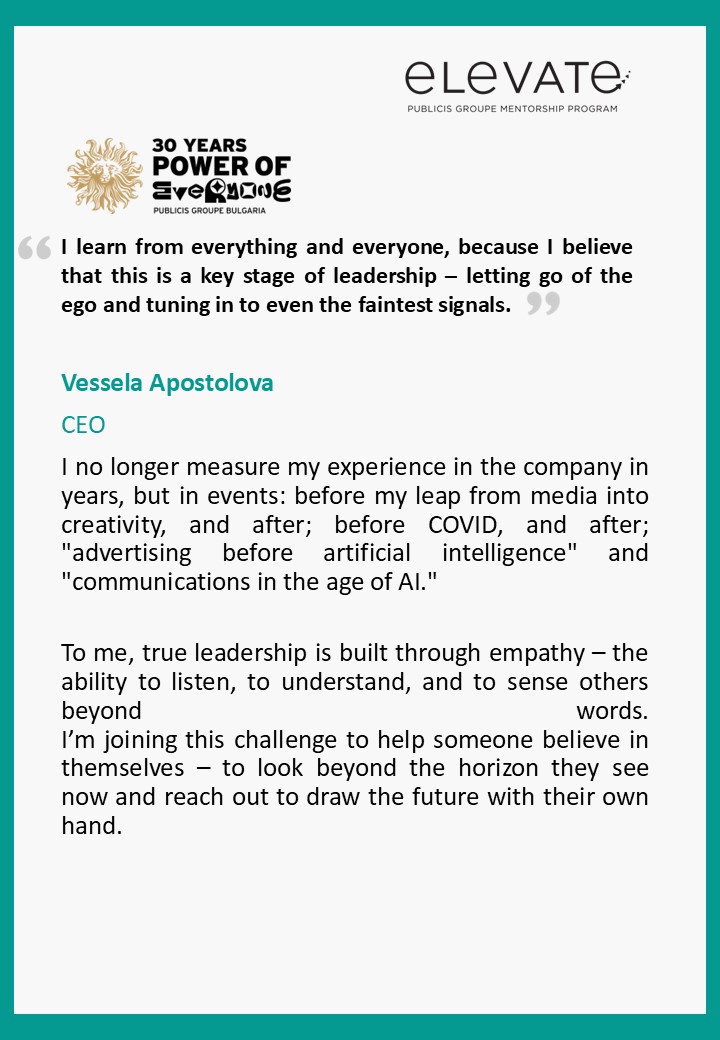 eLeVATe
PUBLICIS GROUPE MENTORSHIP PROGRAM
30 YEARS
POWER OF
EVERYONE
PUBLICIS GROUPE BULGARIA
“ I learn from everything and everyone, because I believe
that this is a key stage of leadership – letting go of the
ego and tuning in to even the faintest signals. ”
Vessela Apostolova
CEO
I no longer measure my experience in the company in
years, but in events: before my leap from media into
creativity, and after; before COVID, and after;
"advertising before artificial intelligence" and
"communications in the age of AI."
To me, true leadership is built through empathy – the
ability to listen, to understand, and to sense others
beyond words.
I’m joining this challenge to help someone believe in
themselves – to look beyond the horizon they see
now and reach out to draw the future with their own
hand.